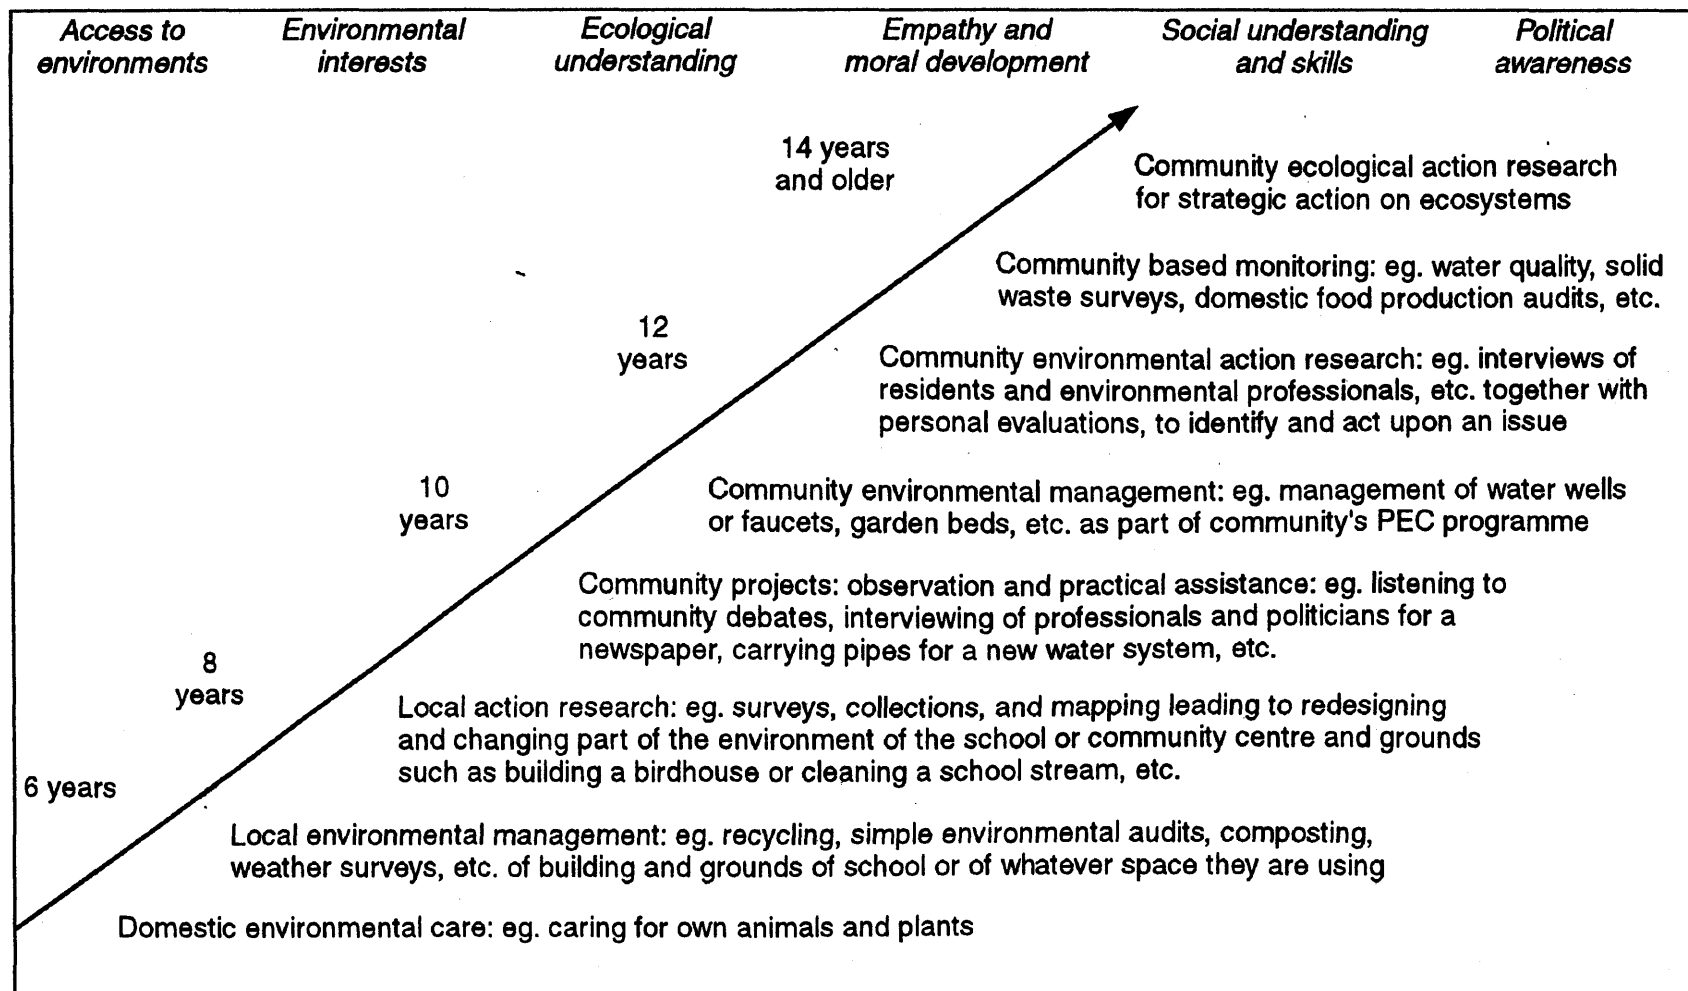 Access to
environments
Environmental
interests
Ecological
understanding
Empathy and
moral development
Social understanding
and skills
Political
awareness
14 years
and older
Community ecological action research
for strategic action on ecosystems
Community based monitoring: eg. water quality, solid
waste surveys, domestic food production audits, etc.
12
years
Community environmental action research: eg. interviews of
residents and environmental professionals, etc. together with
personal evaluations, to identify and act upon an issue
10
years
Community environmental management: eg. management of water wells
or faucets, garden beds, etc. as part of community's PEC programme
Community projects: observation and practical assistance: eg. listening to
community debates, interviewing of professionals and politicians for a
newspaper, carrying pipes for a new water system, etc.
8
years
Local action research: eg. surveys, collections, and mapping leading to redesigning
and changing part of the environment of the school or community centre and grounds
such as building a birdhouse or cleaning a school stream, etc.
6 years
Local environmental management: eg. recycling, simple environmental audits, composting,
weather surveys, etc. of building and grounds of school or of whatever space they are using
Domestic environmental care: eg. caring for own animals and plants